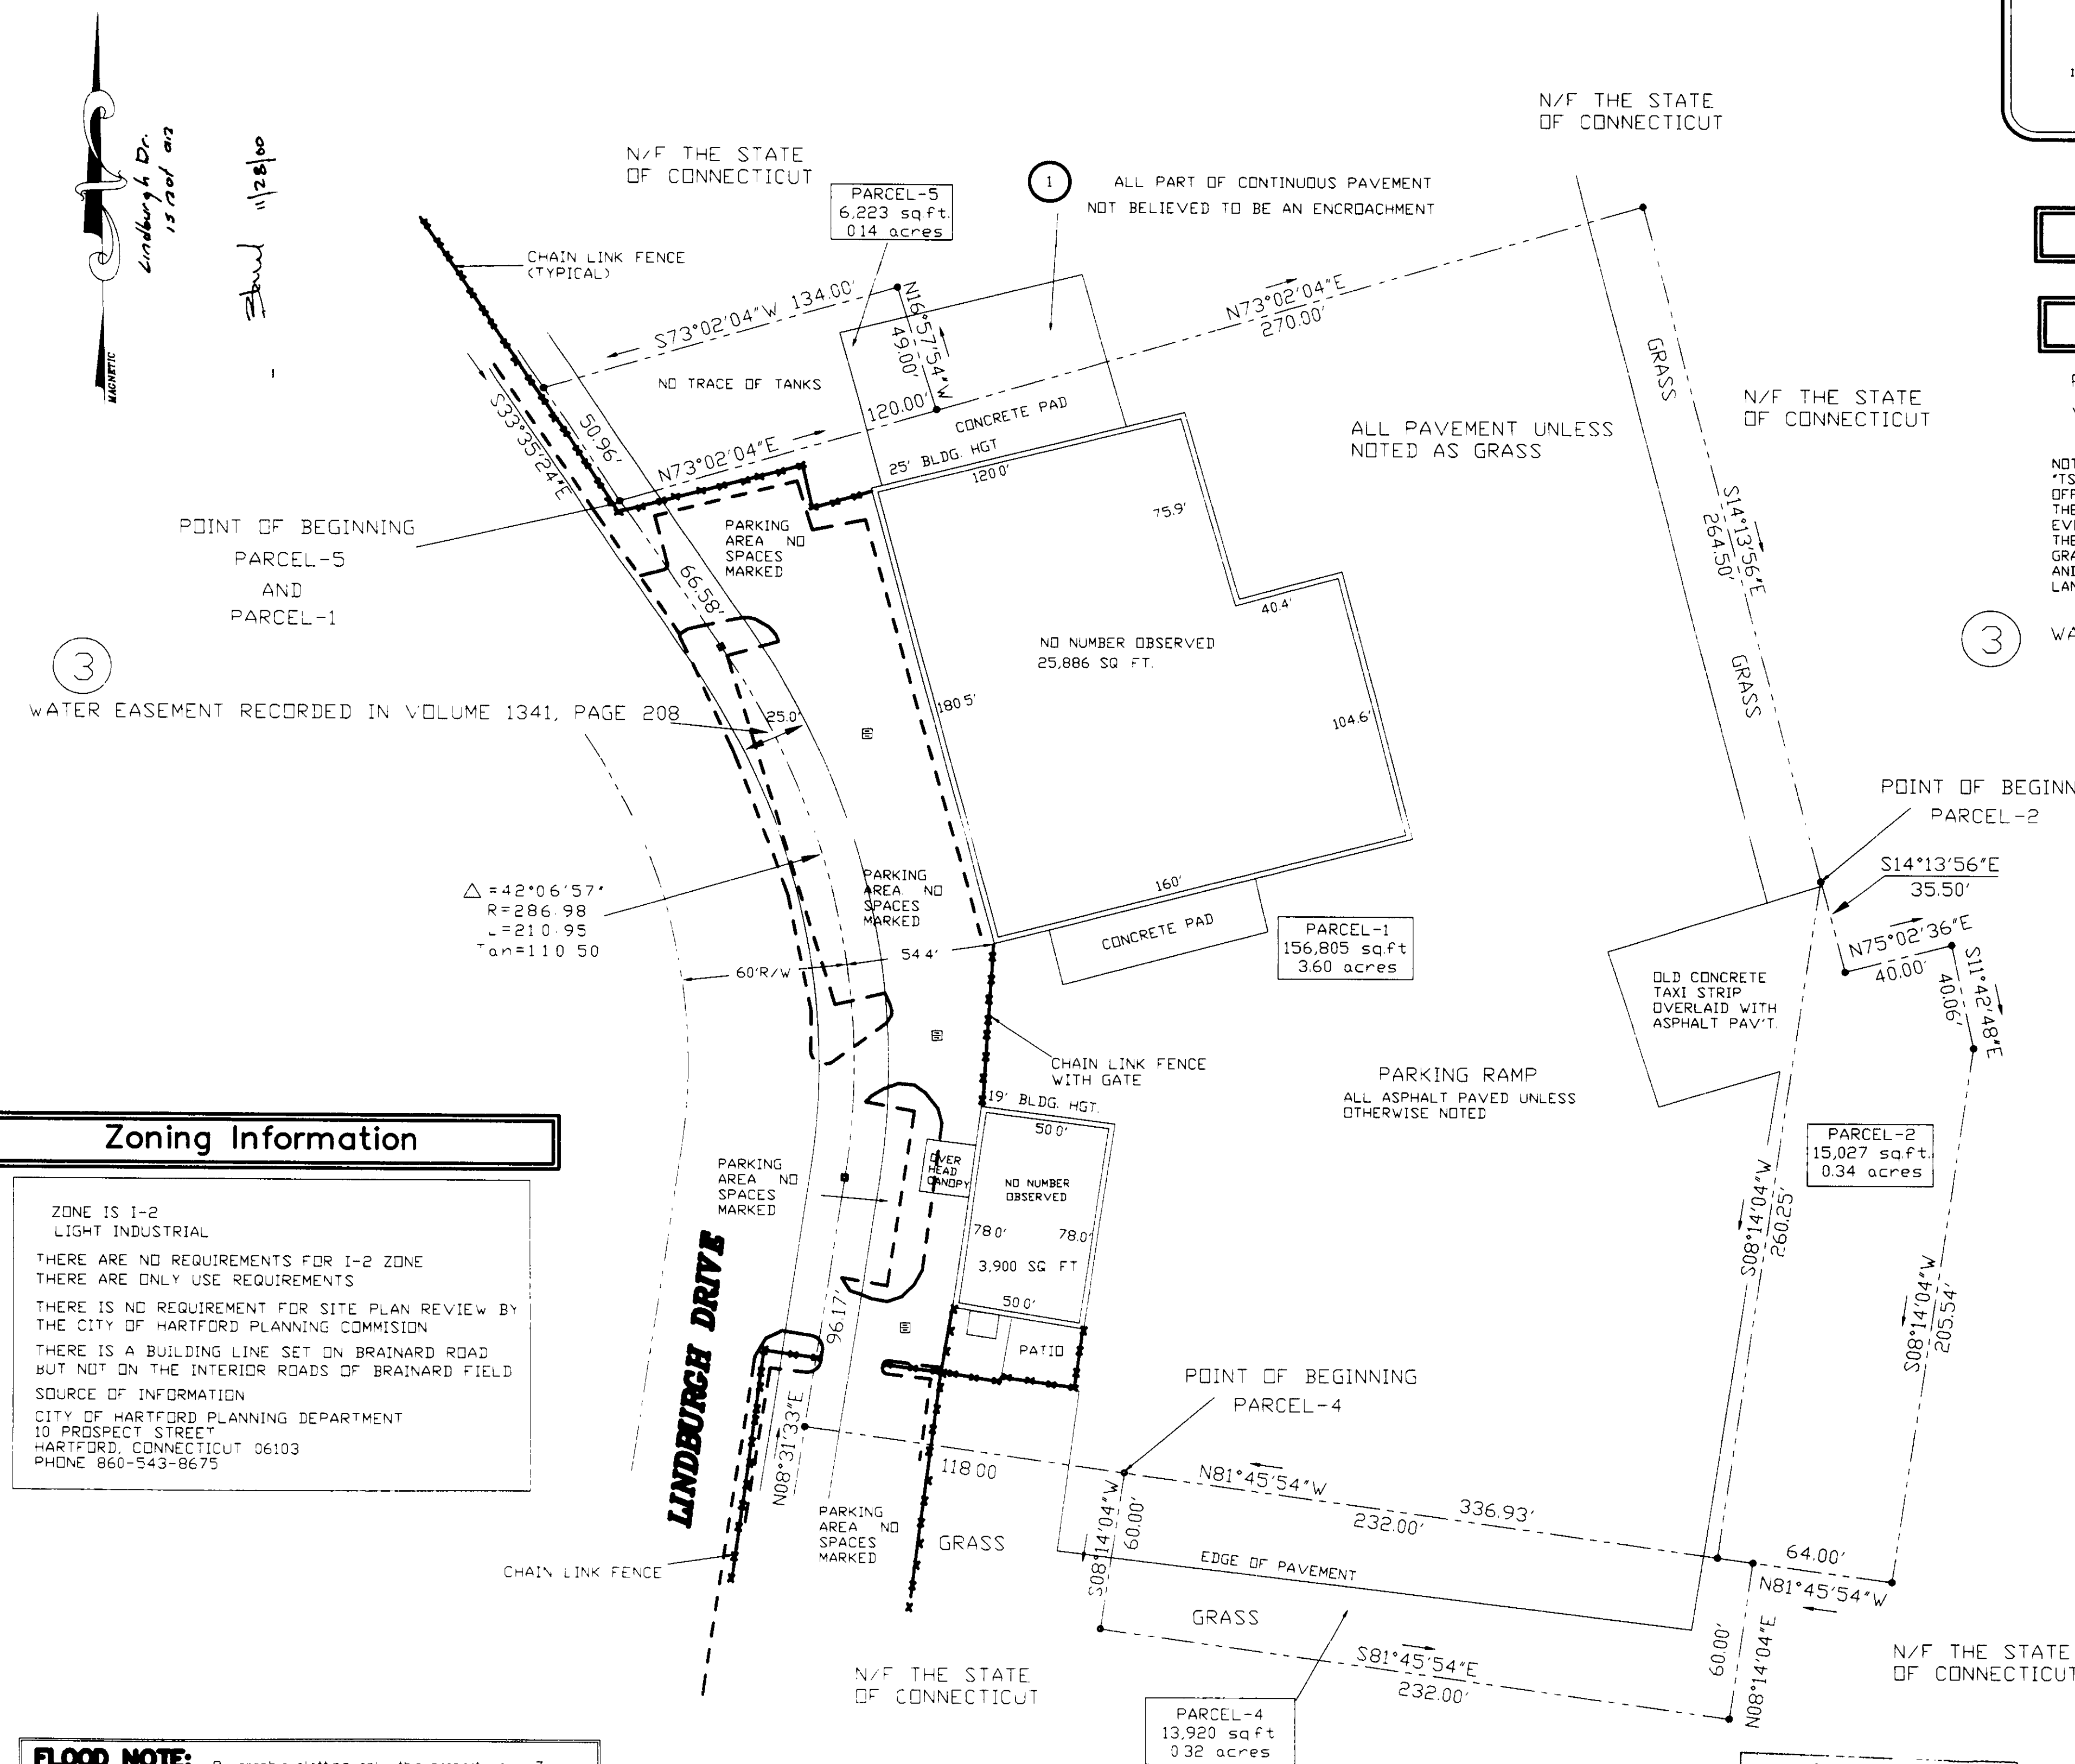 Lindburgh Dr.
is not an
11/28/00
MAGNETIC
N/F THE STATE
OF CONNECTICUT
PARCEL-5
6,223 sq.ft.
014 acres
1
ALL PART OF CONTINUOUS PAVEMENT
NOT BELIEVED TO BE AN ENCROACHMENT
N/F THE STATE
OF CONNECTICUT
CHAIN LINK FENCE
(TYPICAL)
S73°02'04"W 134.00'
N16°57'54"W
49.00'
N73°02'04"E
270.00'
NO TRACE OF TANKS
120.00'
CONCRETE PAD
50.96'
S33°35'24"E
N73°02'04"E
25' BLDG. HGT
120 0'
GRASS
N/F THE STATE
OF CONNECTICUT
ALL PAVEMENT UNLESS
NOTED AS GRASS
POINT OF BEGINNING
PARCEL-5
AND
PARCEL-1
PARKING
AREA NO
SPACES
MARKED
75.9'
S14°13'56"E
264.50'
66.58'
40.4'
NO NUMBER OBSERVED
25,886 SQ FT.
3
WATER EASEMENT RECORDED IN VOLUME 1341, PAGE 208
25.0'
180 5'
104.6'
GRASS
3
WA
NOT
"TS
OFF
THE
EVE
THE
GRA
AND
LAN
POINT OF BEGINN
PARCEL-2
△ =42°06'57"
R=286.98
L=210.95
Tan=110 50
PARKING
AREA. NO
SPACES
MARKED
160'
CONCRETE PAD
PARCEL-1
156,805 sq.ft
3.60 acres
S14°13'56"E
35.50'
N75°02'36"E
40.00'
S11°42'48"E
40.06'
60'R/W
54 4'
OLD CONCRETE
TAXI STRIP
OVERLAID WITH
ASPHALT PAV'T.
CHAIN LINK FENCE
WITH GATE
PARKING RAMP
ALL ASPHALT PAVED UNLESS
OTHERWISE NOTED
19' BLDG. HGT.
50 0'
Zoning Information
ZONE IS I-2
LIGHT INDUSTRIAL
THERE ARE NO REQUIREMENTS FOR I-2 ZONE
THERE ARE ONLY USE REQUIREMENTS
THERE IS NO REQUIREMENT FOR SITE PLAN REVIEW BY
THE CITY OF HARTFORD PLANNING COMMISION
THERE IS A BUILDING LINE SET ON BRAINARD ROAD
BUT NOT ON THE INTERIOR ROADS OF BRAINARD FIELD
SOURCE OF INFORMATION
CITY OF HARTFORD PLANNING DEPARTMENT
10 PROSPECT STREET
HARTFORD, CONNECTICUT 06103
PHONE 860-543-8675
PARKING
AREA NO
SPACES
MARKED
OVER
HEAD
CANOPY
NO NUMBER
OBSERVED
78 0'
78.0'
3,900 SQ FT
50 0'
PATIO
PARCEL-2
15,027 sq.ft.
0.34 acres
S08°14'04"W
260.25'
S08°14'04"W
205.54'
LINDBURGH DRIVE
96.17'
N08°31'33"E
118 00
POINT OF BEGINNING
PARCEL-4
N81°45'54"W
336.93'
232.00'
S08°14'04"W
60.00'
PARKING
AREA NO
SPACES
MARKED
GRASS
CHAIN LINK FENCE
EDGE OF PAVEMENT
64.00'
N81°45'54"W
GRASS
60.00'
N08°14'04"E
S81°45'54"E
232.00'
N/F THE STATE
OF CONNECTICUT
N/F THE STATE
OF CONNECTICUT
PARCEL-4
13,920 sq ft
0 32 acres
FLOOD NOTE: